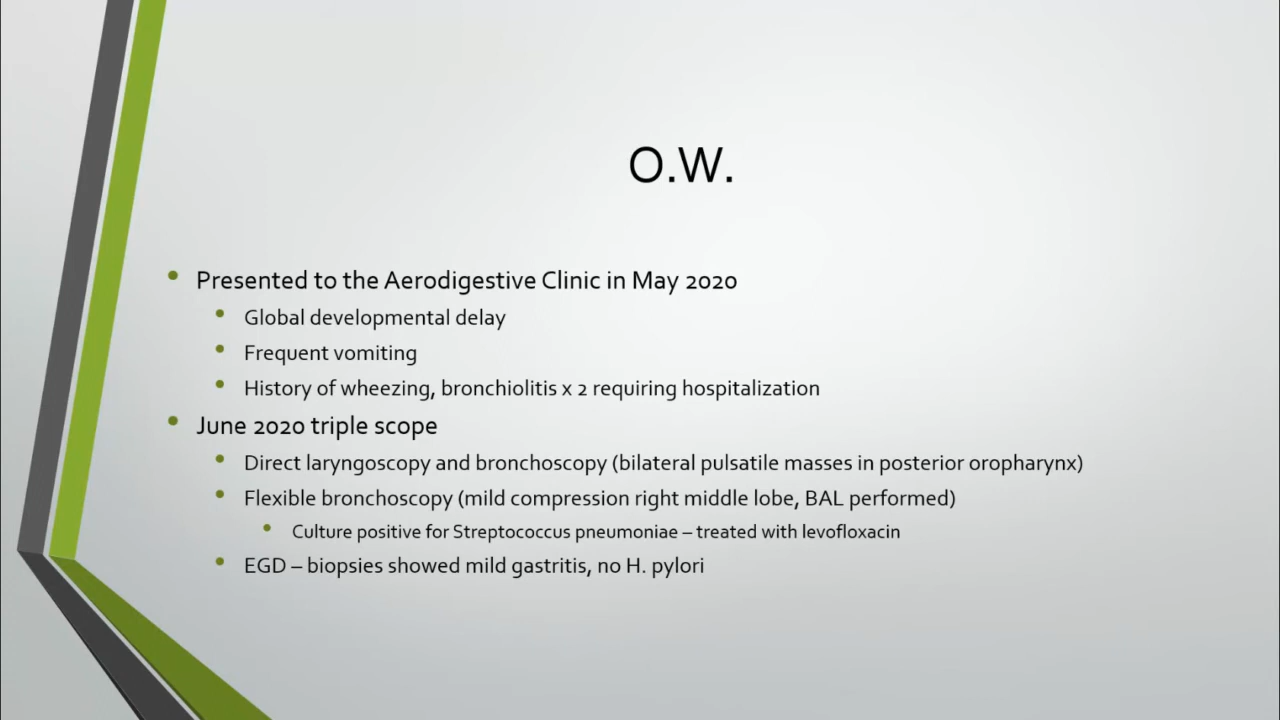 O.W.
Presented to the Aerodigestive Clinic in May 2020
Global developmental delay
Frequent vomiting
History of wheezing, bronchiolitis x 2 requiring hospitalization
June 2020 triple scope
Direct laryngoscopy and bronchoscopy (bilateral pulsatile masses in posterior oropharynx)
Flexible bronchoscopy (mild compression right middle lobe, BAL performed)
Culture positive for Streptococcus pneumoniae – treated with levofloxacin
EGD – biopsies showed mild gastritis, no H. pylori